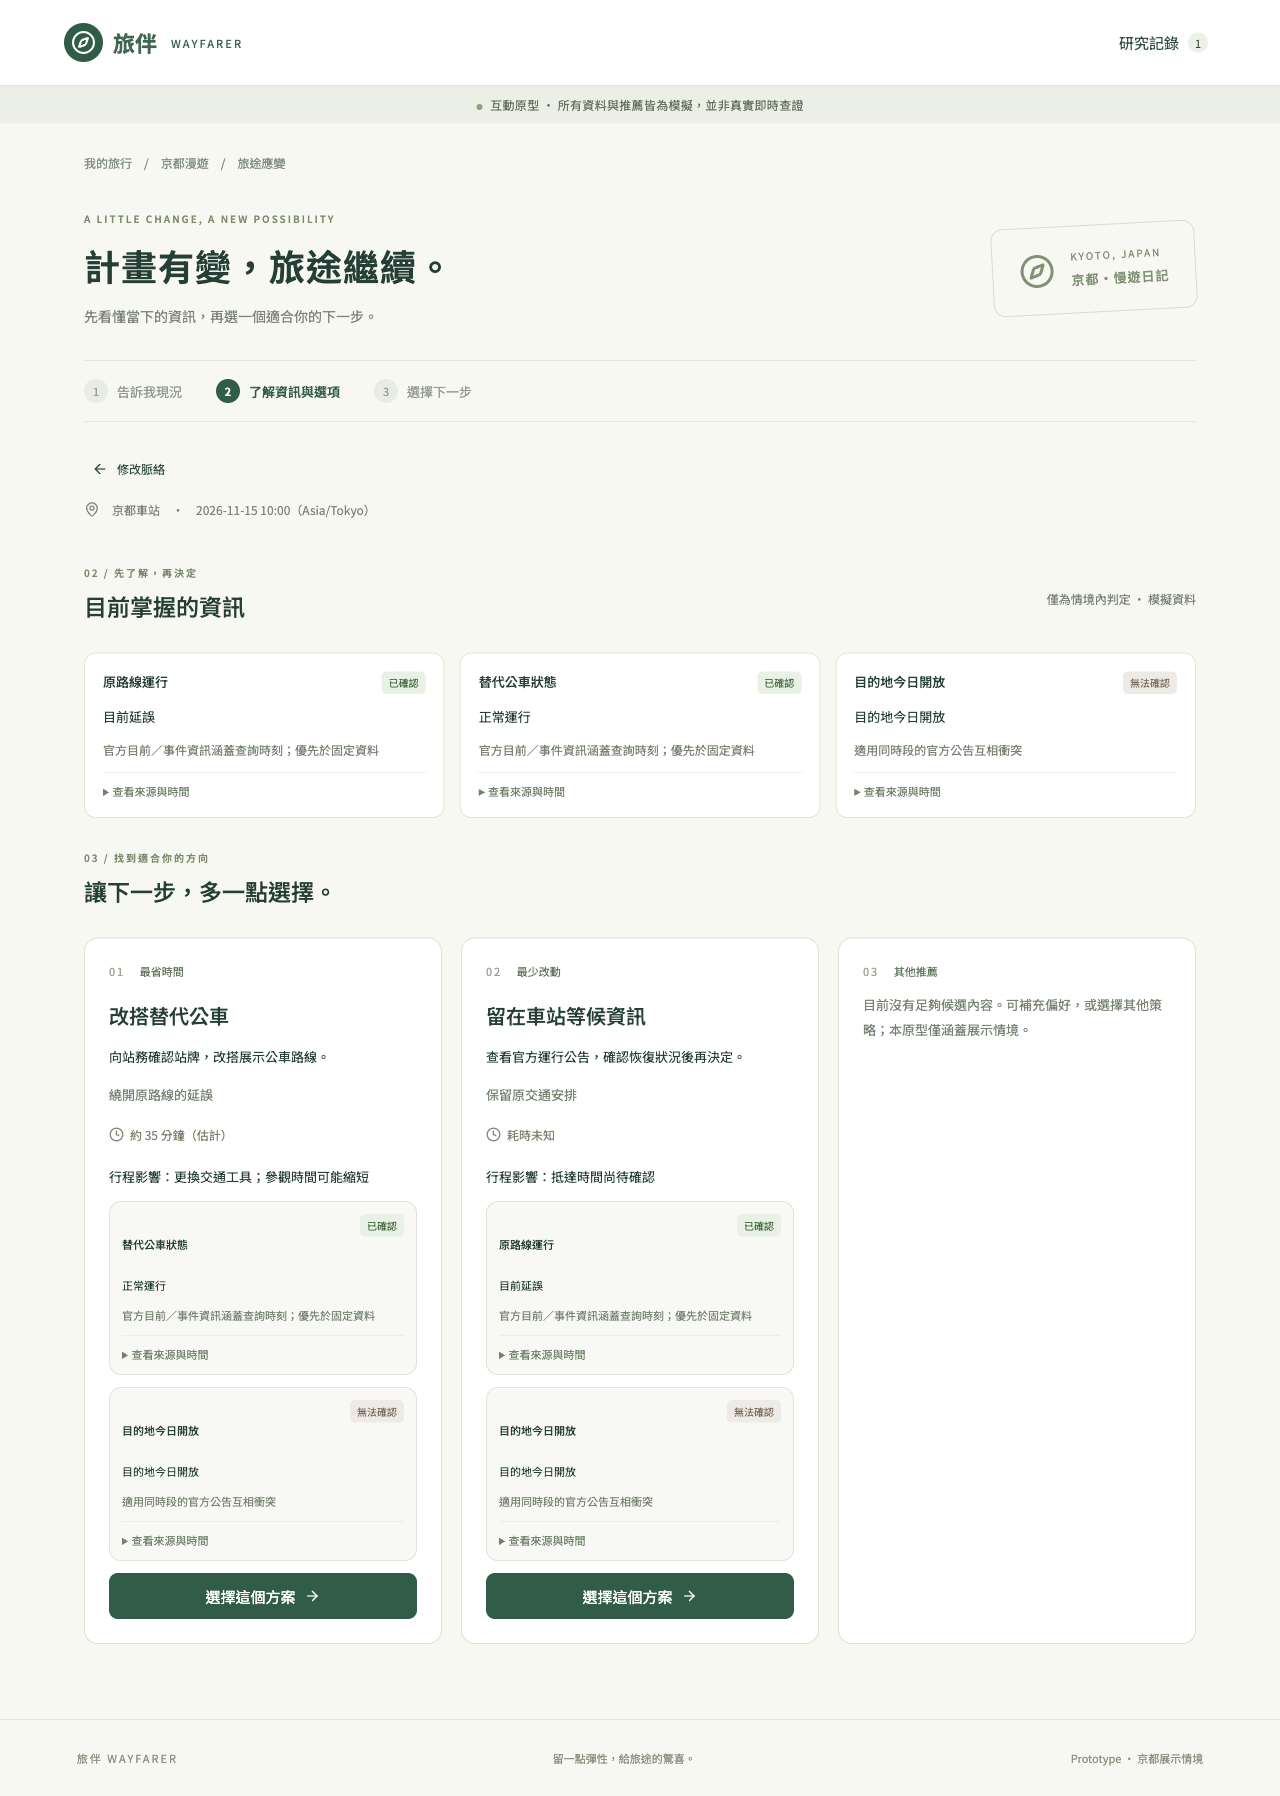 旅伴 WAYFARER
研究記錄 1
互動原型 · 所有資料與推薦皆為模擬，並非真實即時查證
我的旅行 / 京都漫遊 / 旅途應變
A LITTLE CHANGE, A NEW POSSIBILITY
計畫有變，旅途繼續。
先看懂當下的資訊，再選一個適合你的下一步。
KYOTO, JAPAN
京都・慢遊日記
1 告訴我現況
2 了解資訊與選項
3 選擇下一步
修改脈絡
京都車站 · 2026-11-15 10:00（Asia/Tokyo）
02 / 先了解，再決定
目前掌握的資訊
僅為情境內判定 · 模擬資料
原路線運行
已確認
目前延誤
官方目前／事件資訊涵蓋查詢時刻；優先於固定資料
查看來源與時間
替代公車狀態
已確認
正常運行
官方目前／事件資訊涵蓋查詢時刻；優先於固定資料
查看來源與時間
目的地今日開放
無法確認
目的地今日開放
適用同時段的官方公告互相衝突
查看來源與時間
03 / 找到適合你的方向
讓下一步，多一點選擇。
01 最省時間
改搭替代公車
向站務確認站牌，改搭展示公車路線。
繞開原路線的延誤
約 35 分鐘（估計）
行程影響：更換交通工具；參觀時間可能縮短
已確認
替代公車狀態
正常運行
官方目前／事件資訊涵蓋查詢時刻；優先於固定資料
查看來源與時間
無法確認
目的地今日開放
目的地今日開放
適用同時段的官方公告互相衝突
查看來源與時間
選擇這個方案
02 最少改動
留在車站等候資訊
查看官方運行公告，確認恢復狀況後再決定。
保留原交通安排
耗時未知
行程影響：抵達時間尚待確認
已確認
原路線運行
目前延誤
官方目前／事件資訊涵蓋查詢時刻；優先於固定資料
查看來源與時間
無法確認
目的地今日開放
目的地今日開放
適用同時段的官方公告互相衝突
查看來源與時間
選擇這個方案
03 其他推薦
目前沒有足夠候選內容。可補充偏好，或選擇其他策
略；本原型僅涵蓋展示情境。
旅伴 WAYFARER
留一點彈性，給旅途的驚喜。
Prototype · 京都展示情境